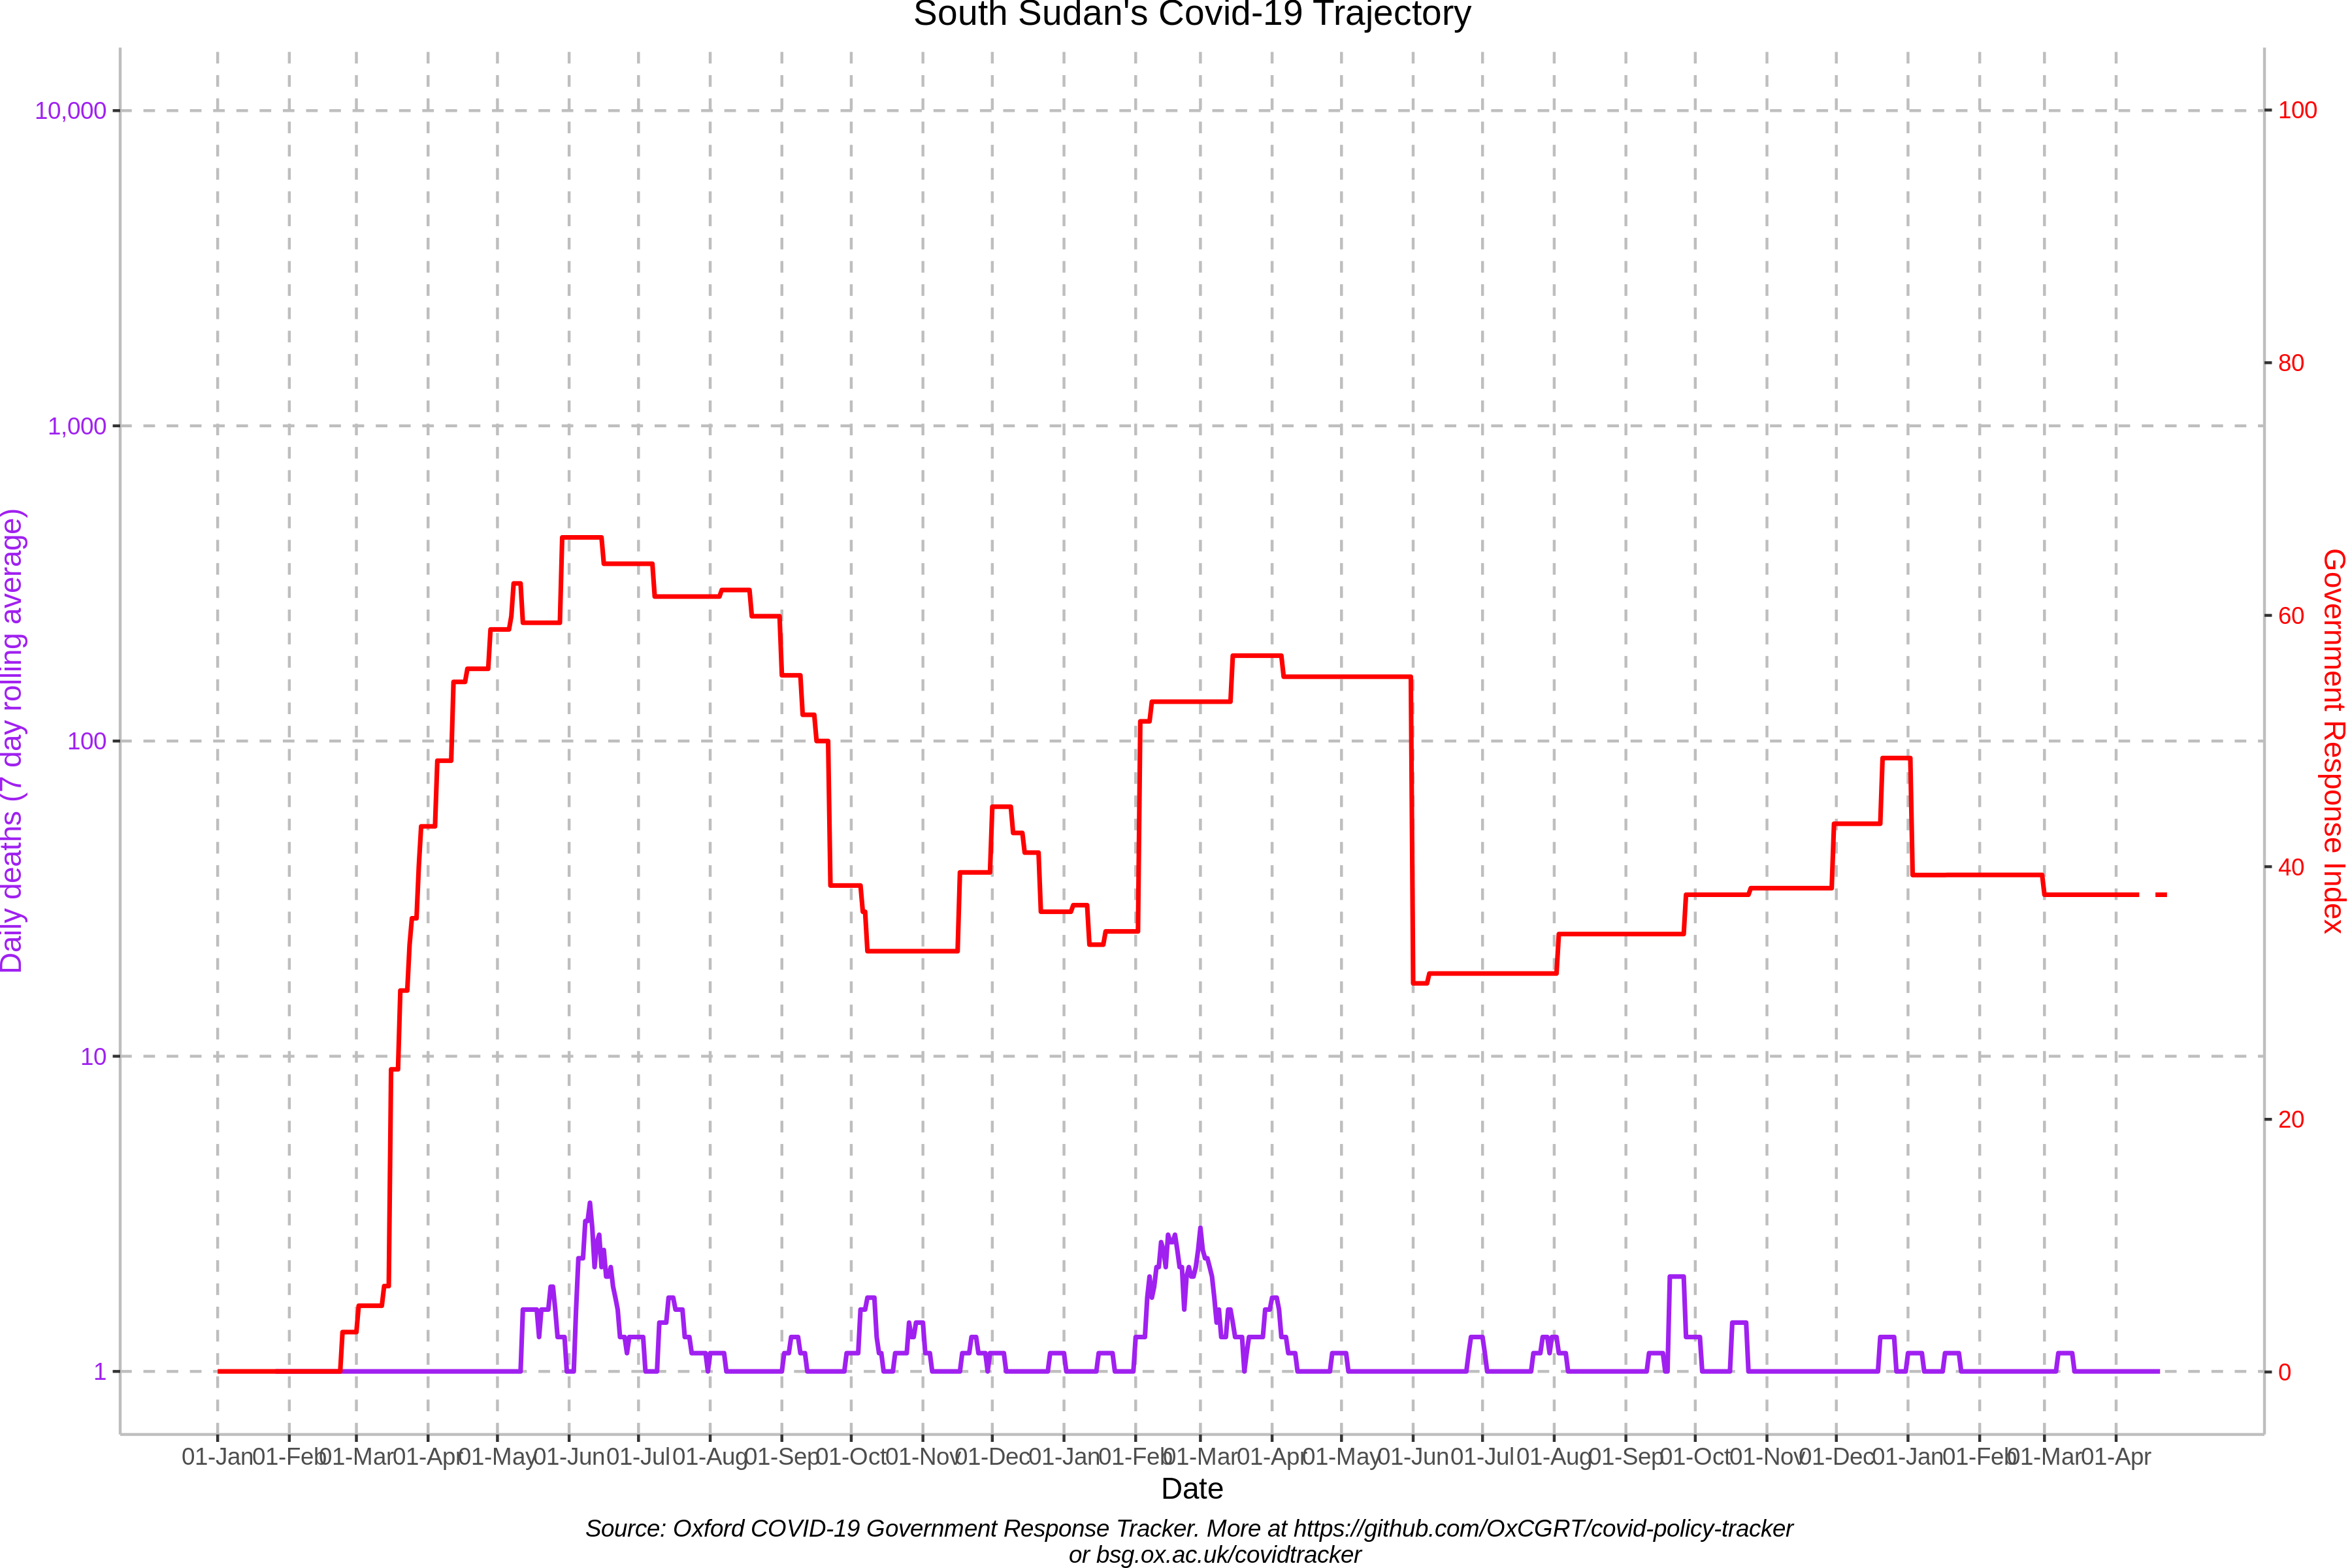 South Sudan's Covid-19 Trajectory
10,000
1,000
100
10
1
Daily deaths (7 day rolling average)
100
80
60
40
20
0
Government Response Index
01-Jan 01-Feb 01-Mar 01-Apr 01-May 01-Jun 01-Jul 01-Aug 01-Sep 01-Oct 01-Nov 01-Dec 01-Jan 01-Feb 01-Mar 01-Apr 01-May 01-Jun 01-Jul 01-Aug 01-Sep 01-Oct 01-Nov 01-Dec 01-Jan 01-Feb 01-Mar 01-Apr
Date
Source: Oxford COVID-19 Government Response Tracker. More at https://github.com/OxCGRT/covid-policy-tracker
or bsg.ox.ac.uk/covidtracker